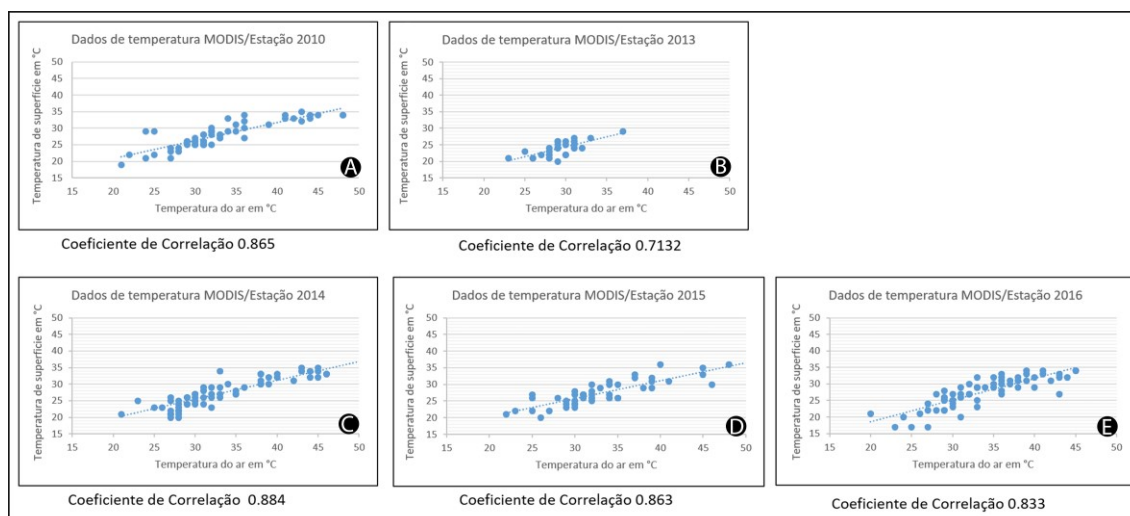 Dados de temperatura MODIS/Estação 2010
Temperatura de superfície em °C
50
45
40
35
30
25
20
15
15 20 25 30 35 40 45 50
Temperatura do ar em °C
A
Coeficiente de Correlação 0.865
Dados de temperatura MODIS/Estação 2013
Temperatura de superfície em °C
50
45
40
35
30
25
20
15
15 20 25 30 35 40 45 50
Temperatura do ar em °C
B
Coeficiente de Correlação 0.7132
Dados de temperatura MODIS/Estação 2014
Temperatura de superfície em °C
50
45
40
35
30
25
20
15
15 20 25 30 35 40 45 50
Temperatura do ar em °C
C
Coeficiente de Correlação 0.884
Dados de temperatura MODIS/Estação 2015
Temperatura de superfície em °C
50
45
40
35
30
25
20
15
15 20 25 30 35 40 45 50
Temperatura do ar em °C
D
Coeficiente de Correlação 0.863
Dados de temperatura MODIS/Estação 2016
Temperatura de superfície em °C
50
45
40
35
30
25
20
15
15 20 25 30 35 40 45 50
Temperatura do ar em °C
E
Coeficiente de Correlação 0.833